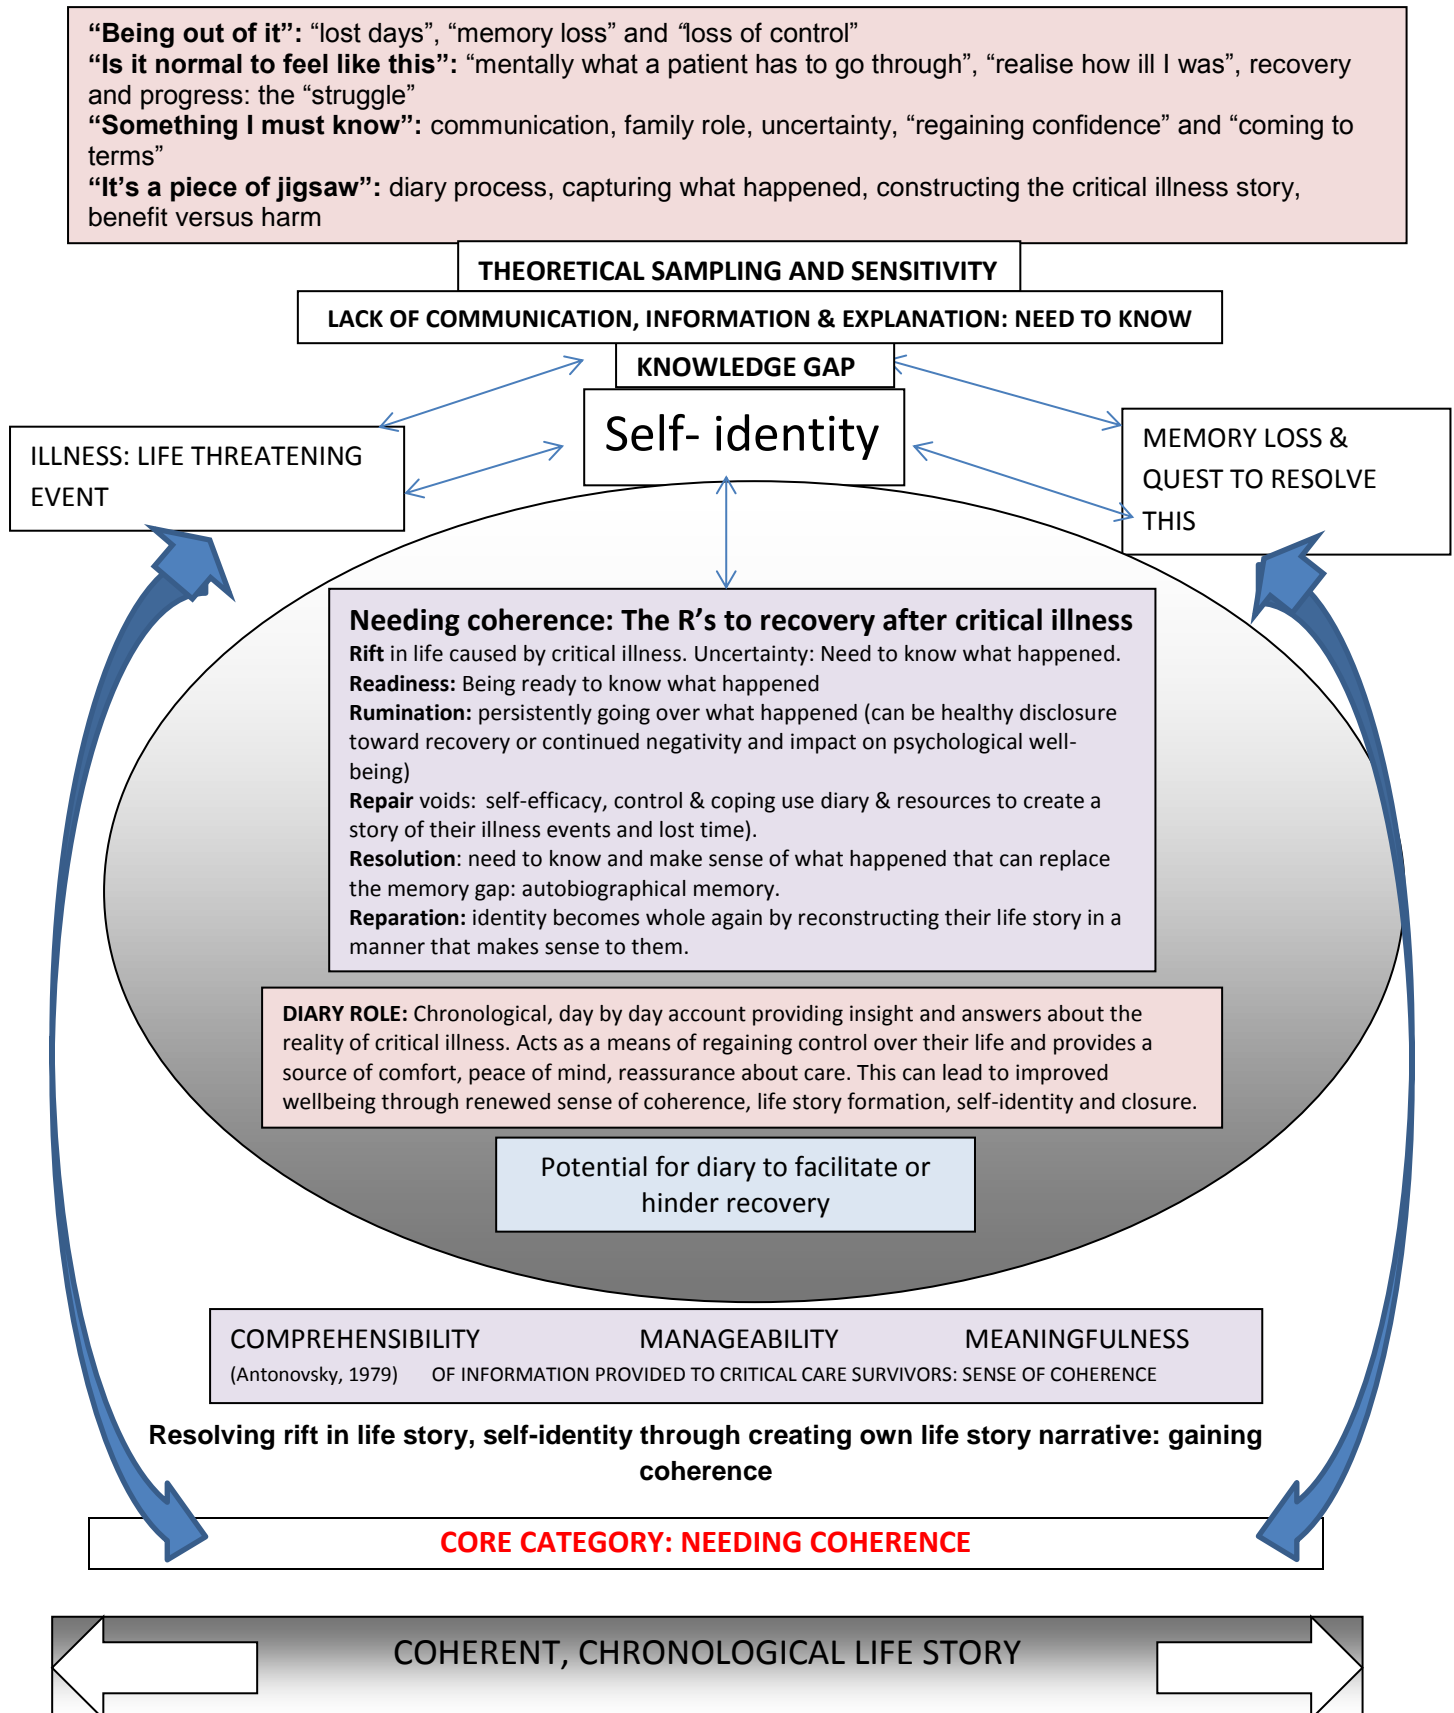 “Being out of it”: “lost days”, “memory loss” and “loss of control”
“Is it normal to feel like this”: “mentally what a patient has to go through”, “realise how ill I was”, recovery
and progress: the “struggle”
“Something I must know”: communication, family role, uncertainty, “regaining confidence” and “coming to
terms”
“It’s a piece of jigsaw”: diary process, capturing what happened, constructing the critical illness story,
benefit versus harm
THEORETICAL SAMPLING AND SENSITIVITY
LACK OF COMMUNICATION, INFORMATION & EXPLANATION: NEED TO KNOW
KNOWLEDGE GAP
Self- identity
ILLNESS: LIFE THREATENING
EVENT
MEMORY LOSS &
QUEST TO RESOLVE
THIS
Needing coherence: The R’s to recovery after critical illness
Rift in life caused by critical illness. Uncertainty: Need to know what happened.
Readiness: Being ready to know what happened
Rumination: persistently going over what happened (can be healthy disclosure
toward recovery or continued negativity and impact on psychological well-
being)
Repair voids: self-efficacy, control & coping use diary & resources to create a
story of their illness events and lost time).
Resolution: need to know and make sense of what happened that can replace
the memory gap: autobiographical memory.
Reparation: identity becomes whole again by reconstructing their life story in a
manner that makes sense to them.
DIARY ROLE: Chronological, day by day account providing insight and answers about the
reality of critical illness. Acts as a means of regaining control over their life and provides a
source of comfort, peace of mind, reassurance about care. This can lead to improved
wellbeing through renewed sense of coherence, life story formation, self-identity and closure.
Potential for diary to facilitate or
hinder recovery
COMPREHENSIBILITY MANAGEABILITY MEANINGFULNESS
(Antonovsky, 1979) OF INFORMATION PROVIDED TO CRITICAL CARE SURVIVORS: SENSE OF COHERENCE
Resolving rift in life story, self-identity through creating own life story narrative: gaining
coherence
CORE CATEGORY: NEEDING COHERENCE
COHERENT, CHRONOLOGICAL LIFE STORY